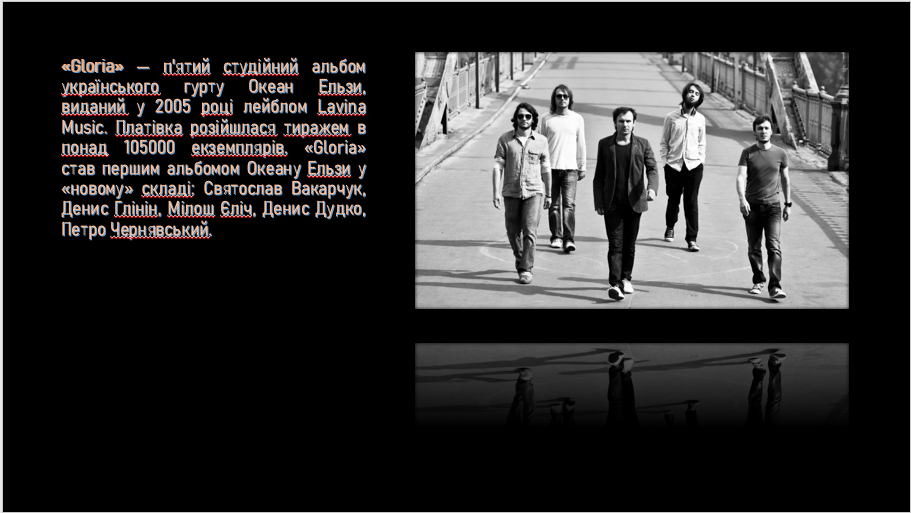 «Gloria» — п'ятий студійний альбом
українського гурту Океан Ельзи,
виданий у 2005 році лейблом Lavina
Music. Платівка розійшлася тиражем в
понад 105000 екземплярів. «Gloria»
став першим альбомом Океану Ельзи у
«новому» складі: Святослав Вакарчук,
Денис Глінін, Мілош Єліч, Денис Дудко,
Петро Чернявський.